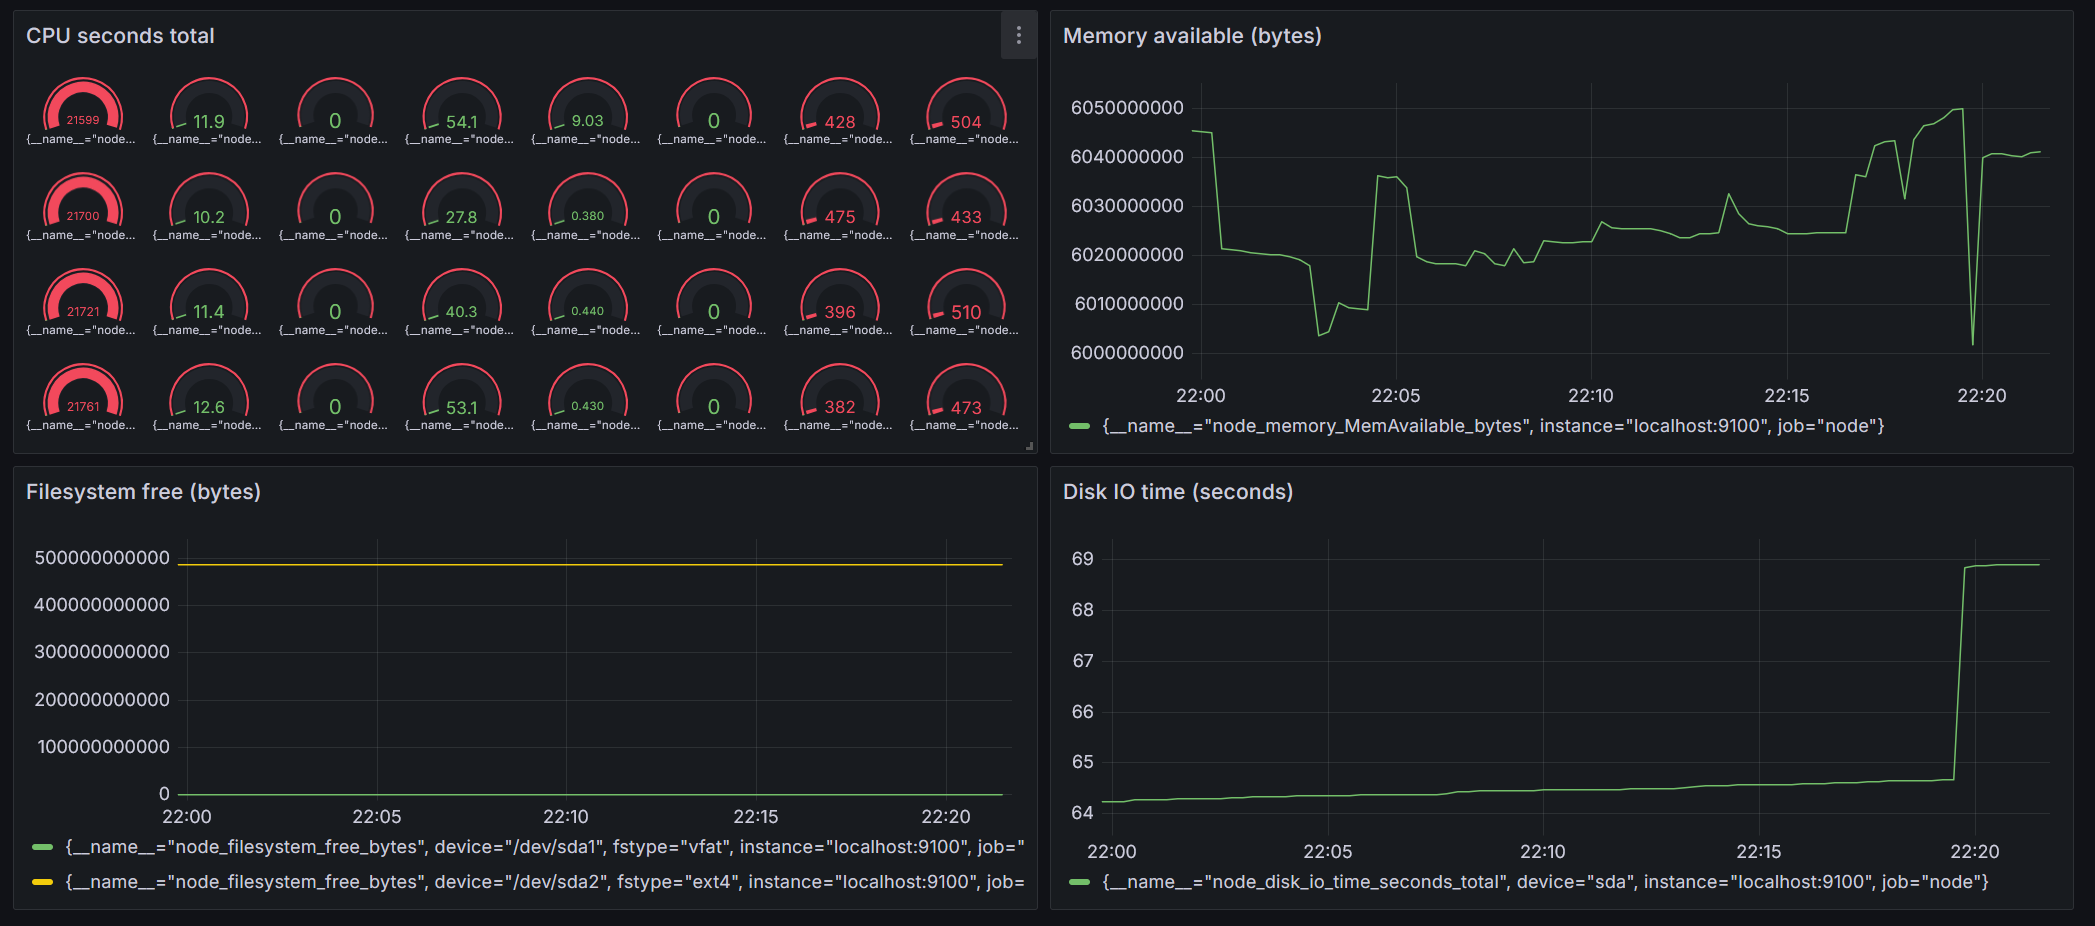 CPU seconds total
21599 11.9 0 54.1 9.03 0 428 504
{__name__="node... {__name__="node... {__name__="node... {__name__="node... {__name__="node... {__name__="node... {__name__="node... {__name__="node...
21700 10.2 0 27.8 0.380 0 475 433
{__name__="node... {__name__="node... {__name__="node... {__name__="node... {__name__="node... {__name__="node... {__name__="node... {__name__="node...
21721 11.4 0 40.3 0.440 0 396 510
{__name__="node... {__name__="node... {__name__="node... {__name__="node... {__name__="node... {__name__="node... {__name__="node... {__name__="node...
21761 12.6 0 53.1 0.430 0 382 473
{__name__="node... {__name__="node... {__name__="node... {__name__="node... {__name__="node... {__name__="node... {__name__="node... {__name__="node...
Memory available (bytes)
6050000000
6040000000
6030000000
6020000000
6010000000
6000000000
22:00 22:05 22:10 22:15 22:20
{__name__="node_memory_MemAvailable_bytes", instance="localhost:9100", job="node"}
Filesystem free (bytes)
500000000000
400000000000
300000000000
200000000000
100000000000
0
22:00 22:05 22:10 22:15 22:20
{__name__="node_filesystem_free_bytes", device="/dev/sda1", fstype="vfat", instance="localhost:9100", job="
{__name__="node_filesystem_free_bytes", device="/dev/sda2", fstype="ext4", instance="localhost:9100", job=
Disk IO time (seconds)
69
68
67
66
65
64
22:00 22:05 22:10 22:15 22:20
{__name__="node_disk_io_time_seconds_total", device="sda", instance="localhost:9100", job="node"}